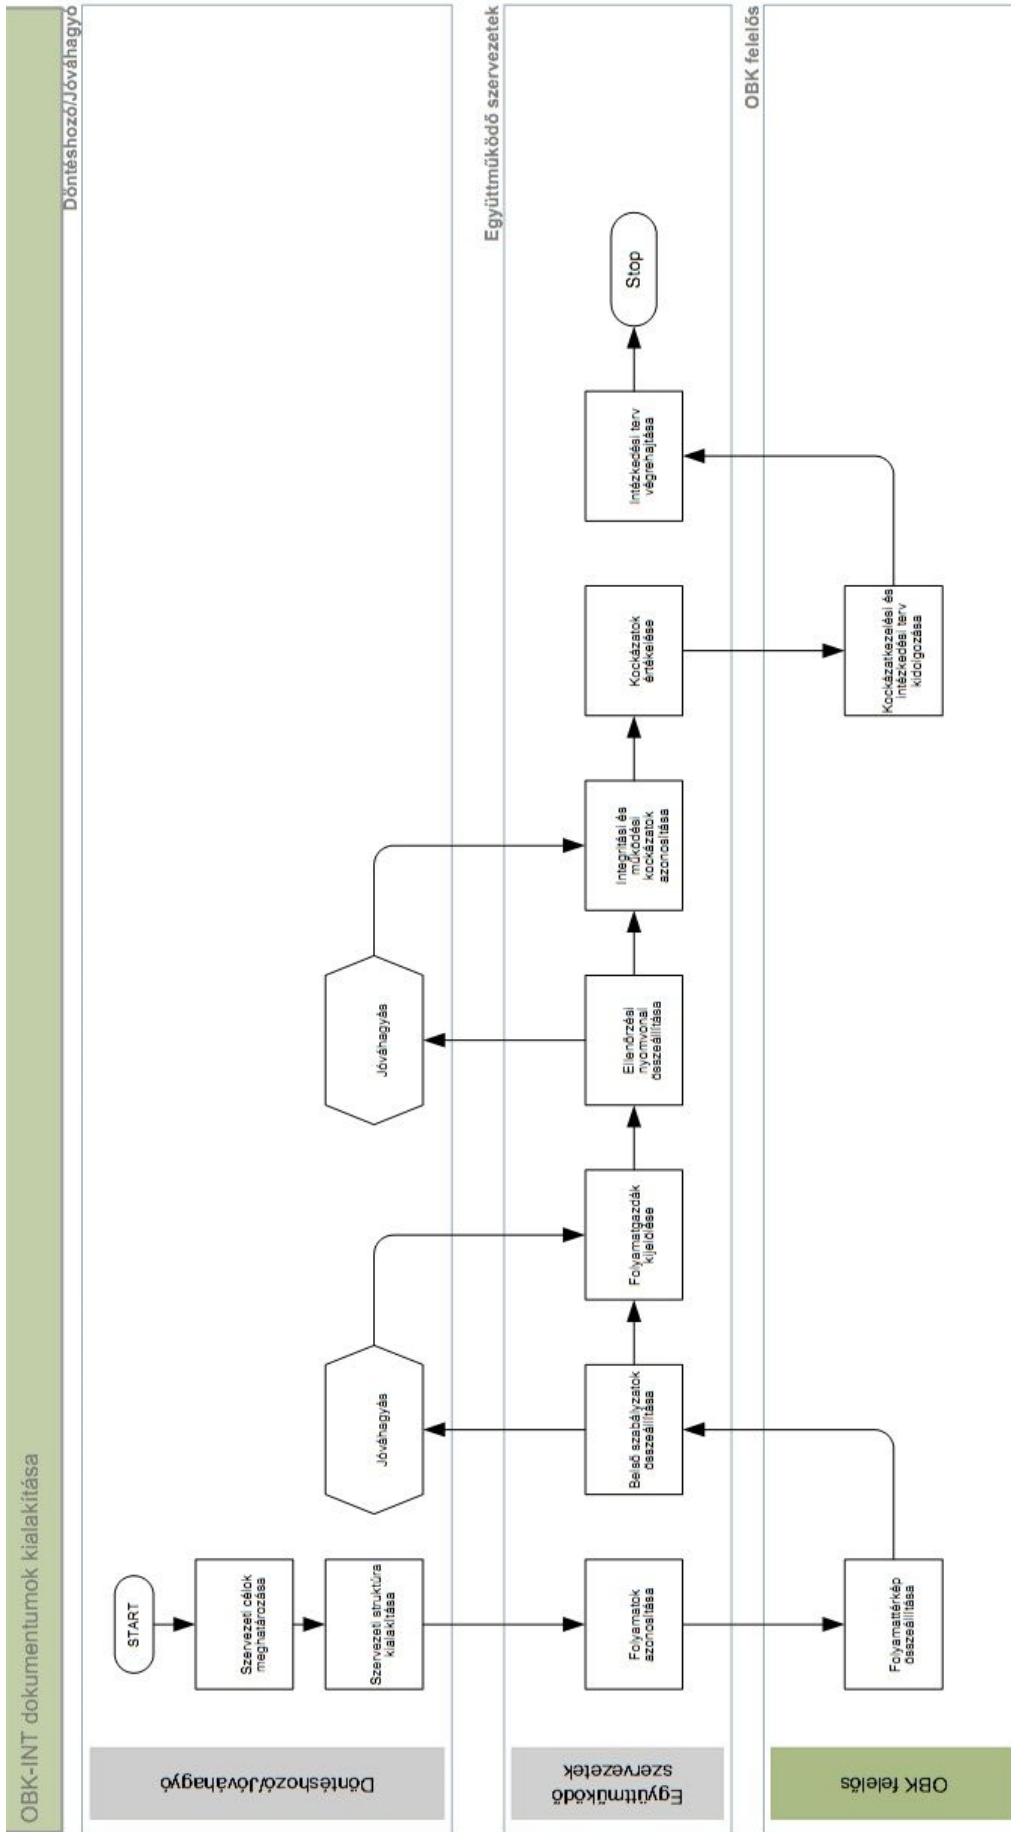 OBK-INT dokumentumok kialakítása
Döntéshozó/Jóváhagyó
Döntéshozó/Jóváhagyó
START
Szervezeti célok
meghatározása
Szervezeti struktúra
kialakítása
Jóváhagyás
Jóváhagyás
Együttműködő szervezetek
Együttműködő
szervezetek
Folyamatok
azonosítása
Belső szabályzatok
összeállítása
Folyamatgazdák
kijelölése
Ellenőrzési
nyomvonal
összeállítása
Integritási és
működési
kockázatok
azonosítása
Kockázatok
értékelése
Intézkedési terv
végrehajtása
Stop
OBK felelős
OBK felelős
Folyamattérkép
összeállítása
Kockázatkezelési és
intézkedési terv
kidolgozása